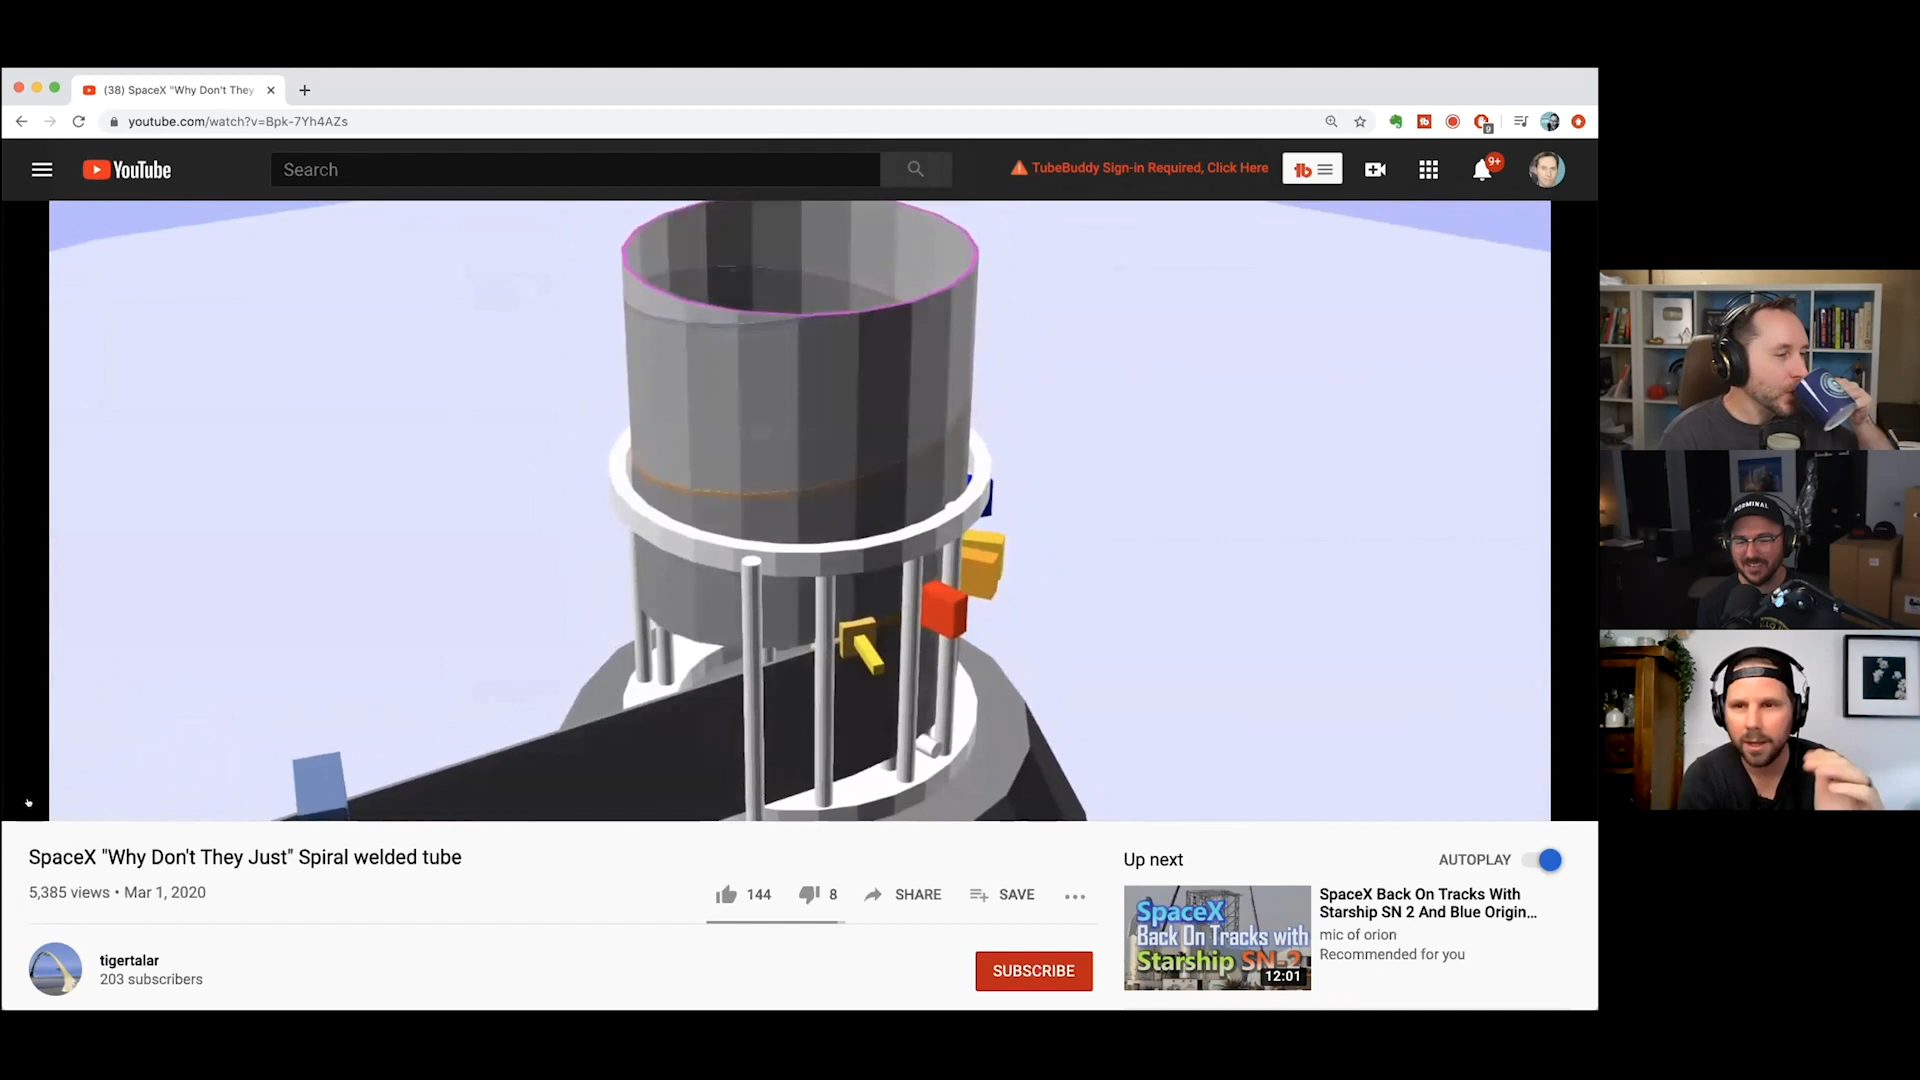 (38) SpaceX "Why Don't They
youtube.com/watch?v=Bpk-7Yh4AZs
9
YouTube
Search
TubeBuddy Sign-in Required, Click Here
tb
9+
NORMINAL
SpaceX "Why Don't They Just" Spiral welded tube
5,385 views • Mar 1, 2020
144
8
SHARE
SAVE
tigertalar
203 subscribers
SUBSCRIBE
Up next
AUTOPLAY
SpaceX
Back On Tracks with
Starship SN-2
12:01
SpaceX Back On Tracks With
Starship SN 2 And Blue Origin...
mic of orion
Recommended for you